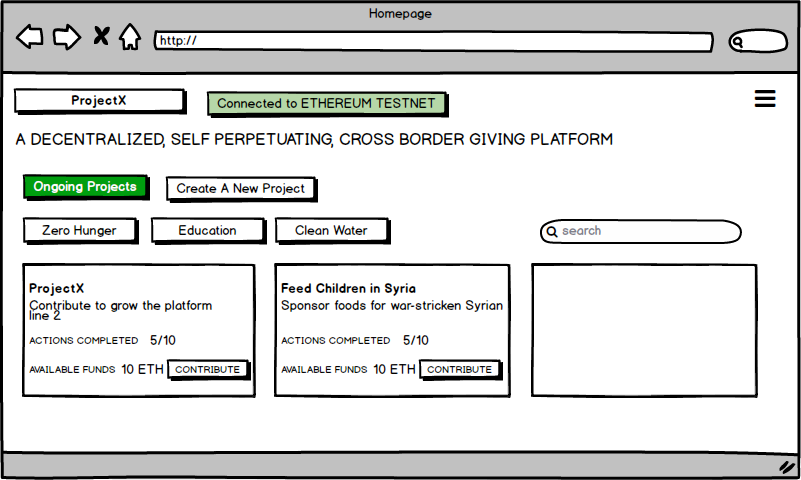 Homepage
http://
ProjectX
Connected to ETHEREUM TESTNET
A DECENTRALIZED, SELF PERPETUATING, CROSS BORDER GIVING PLATFORM
Ongoing Projects
Create A New Project
Zero Hunger
Education
Clean Water
search
ProjectX
Contribute to grow the platform
line 2
ACTIONS COMPLETED 5/10
AVAILABLE FUNDS 10 ETH CONTRIBUTE
Feed Children in Syria
Sponsor foods for war-stricken Syrian
ACTIONS COMPLETED 5/10
AVAILABLE FUNDS 10 ETH CONTRIBUTE